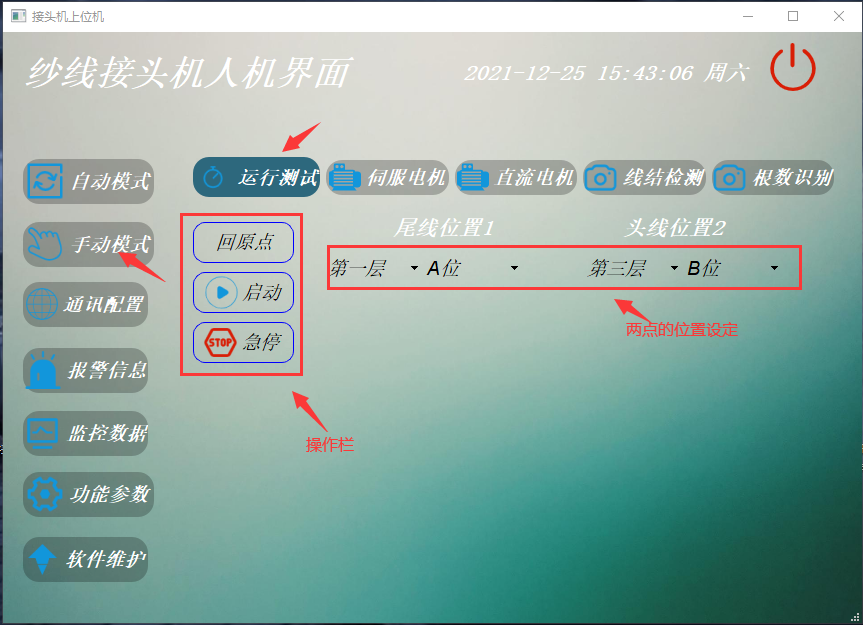 接头机上位机
纱线接头机人机界面
2021-12-25 15:43:06 周六
运行测试
伺服电机
直流电机
线结检测
根数识别
自动模式
手动模式
通讯配置
报警信息
监控数据
功能参数
软件维护
回原点
启动
STOP 急停
操作栏
尾线位置1
头线位置2
第一层 A位
第三层 B位
两点的位置设定